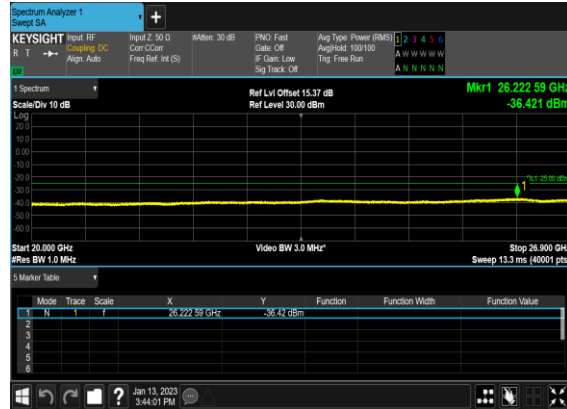 Spectrum Analyzer 1
Swept SA
+
KEYSIGHT Input: RF Input Z: 50 Ω #Atten: 30 dB PNO: Fast Avg Type: Power (RMS) 1 2 3 4 5 6
R T Coupling: DC Corr CCorr Gate: Off Avg|Hold: 100/100 A W W W W W
Align: Auto Freq Ref: Int (S) IF Gain: Low Trig: Free Run
Sig Track: Off A N N N N N
1 Spectrum Ref Lvl Offset 15.37 dB Mkr1 26.222 59 GHz
Scale/Div 10 dB Ref Level 30.00 dBm -36.421 dBm
Log
20.0
10.0
0.00
-10.0
-20.0
-30.0
-40.0
-50.0
-60.0
1
Start 20.000 GHz Video BW 3.0 MHz* Stop 26.900 GHz
#Res BW 1.0 MHz Sweep 13.3 ms (40001 pts)
5 Marker Table
Mode Trace Scale X Y Function Function Width Function Value
1 N 1 f 26.222 59 GHz -36.42 dBm
2
3
4
5
6
? Jan 13, 2023
3:44:01 PM